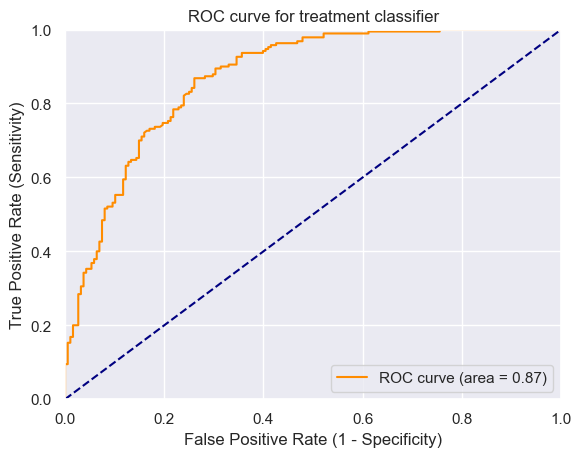 ROC curve for treatment classifier
True Positive Rate (Sensitivity)
1.0
0.8
0.6
0.4
0.2
0.0
ROC curve (area = 0.87)
0.0 0.2 0.4 0.6 0.8 1.0
False Positive Rate (1 - Specificity)